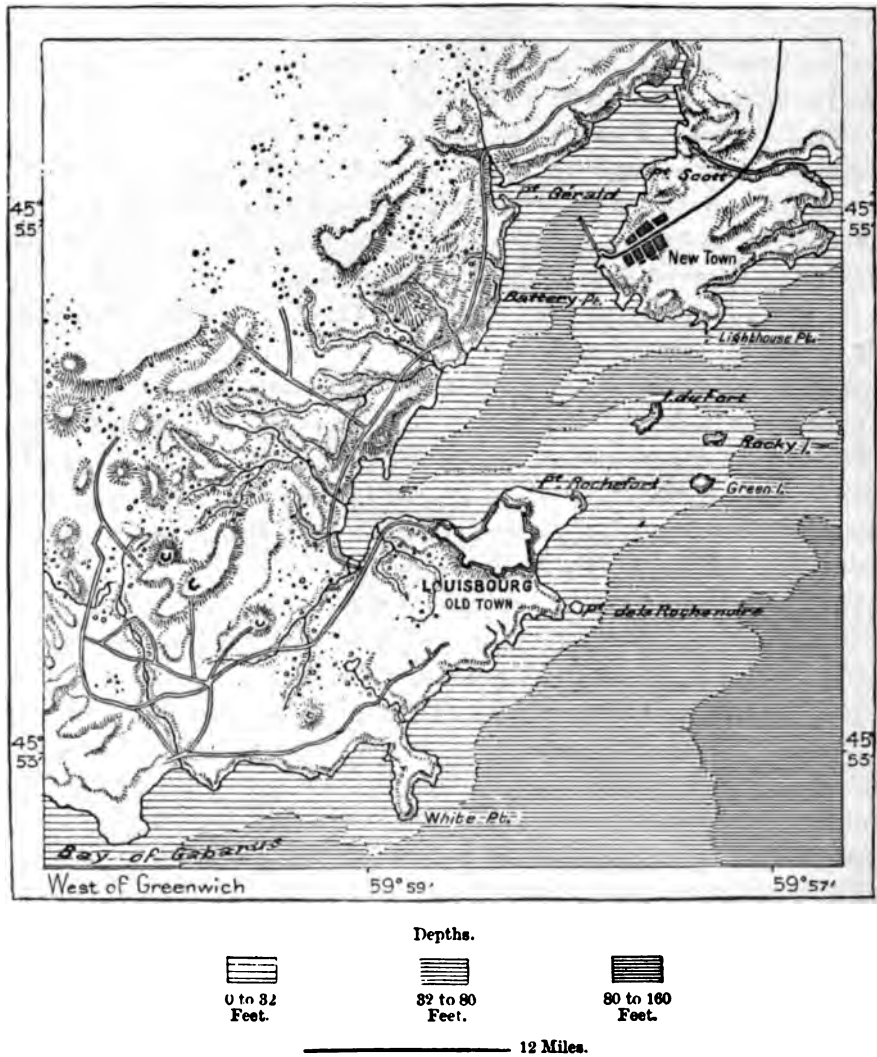 45°
55'
Pt. Gérald
Pt. Scott
New Town
Battery Pt.
Lighthouse Pt.
I. du Fort
Rocky I.
Green I.
Pt. Rochefort
LOUISBOURG
OLD TOWN
Pt. de la Rochenoire
45°
55'
45°
53'
45°
53'
White Pt.
Bay of Gabarus
West of Greenwich
59°59'
59°57'
Depths.
0 to 32
Feet.
32 to 80
Feet.
80 to 160
Feet.
12 Miles.